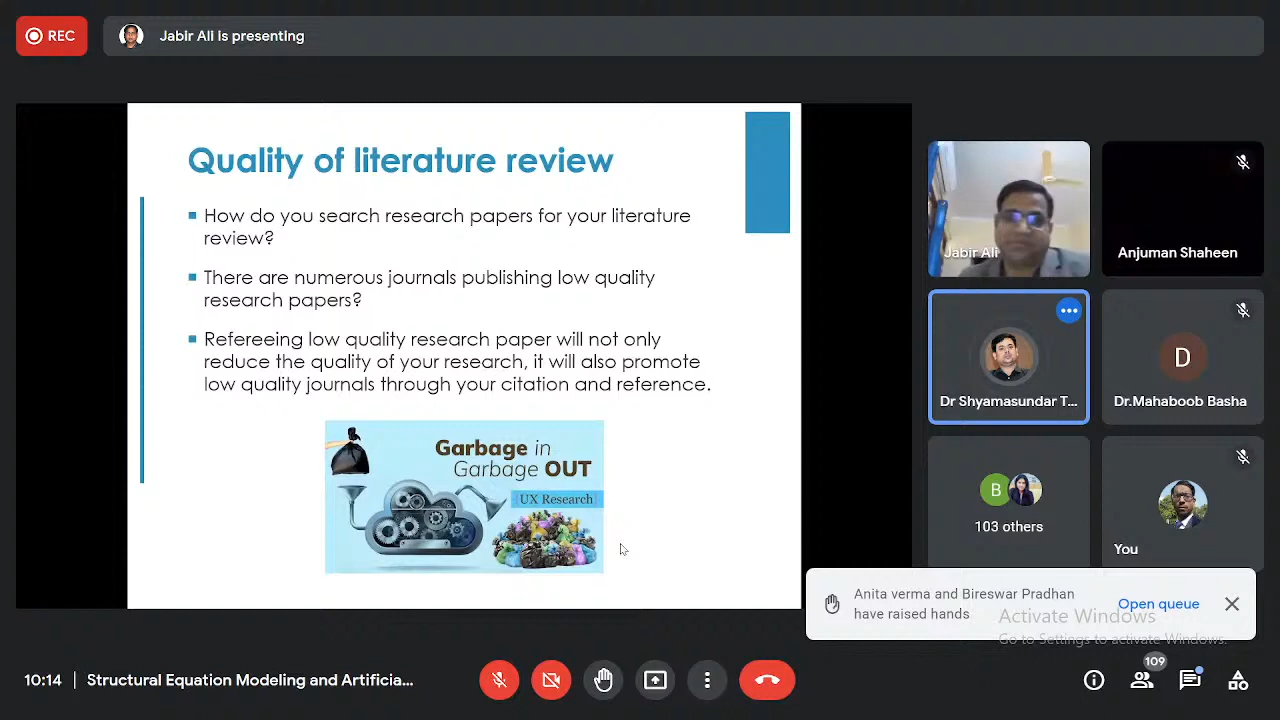 REC
Jabir Ali is presenting
Quality of literature review
How do you search research papers for your literature
review?
There are numerous journals publishing low quality
research papers?
Refereeing low quality research paper will not only
reduce the quality of your research, it will also promote
low quality journals through your citation and reference.
Garbage in
Garbage OUT
UX Research
Jabir Ali
Anjuman Shaheen
Dr Shyamasundar T...
D
Dr.Mahaboob Basha
B
103 others
You
Anita verma and Bireswar Pradhan
have raised hands
Open queue
Activate Windows
Go to Settings to activate Windows.
10:14
Structural Equation Modeling and Artificia...
109